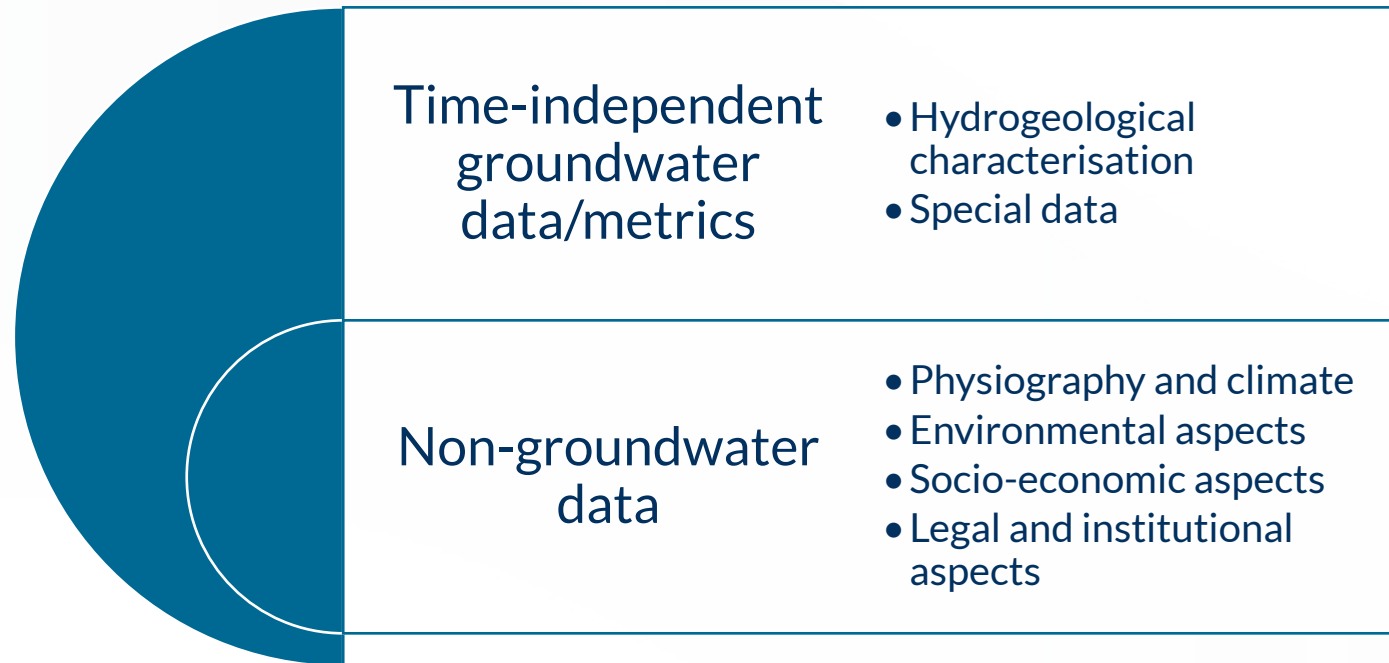 Time-independent
groundwater
data/metrics
• Hydrogeological
characterisation
• Special data
Non-groundwater
data
• Physiography and climate
• Environmental aspects
• Socio-economic aspects
• Legal and institutional
aspects